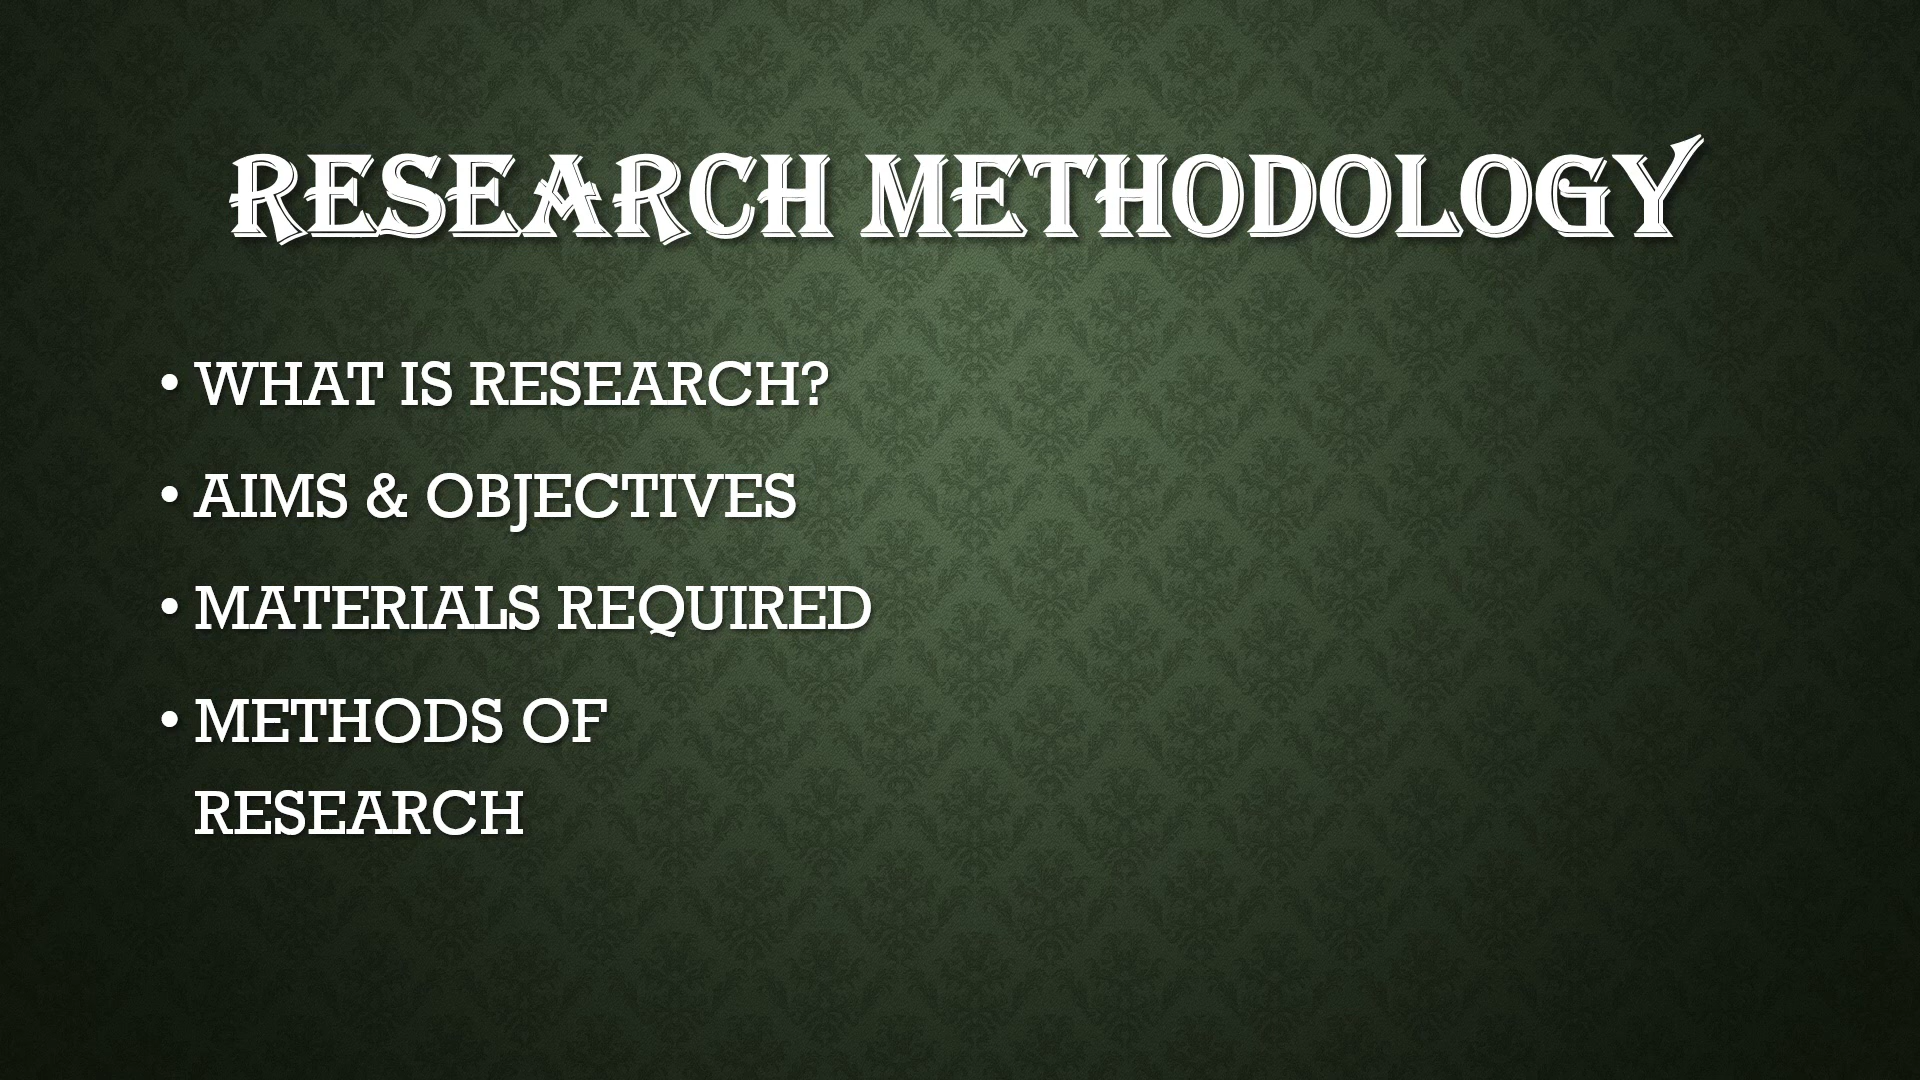 RESEARCH METHODOLOGY
• WHAT IS RESEARCH?
• AIMS & OBJECTIVES
• MATERIALS REQUIRED
• METHODS OF
RESEARCH